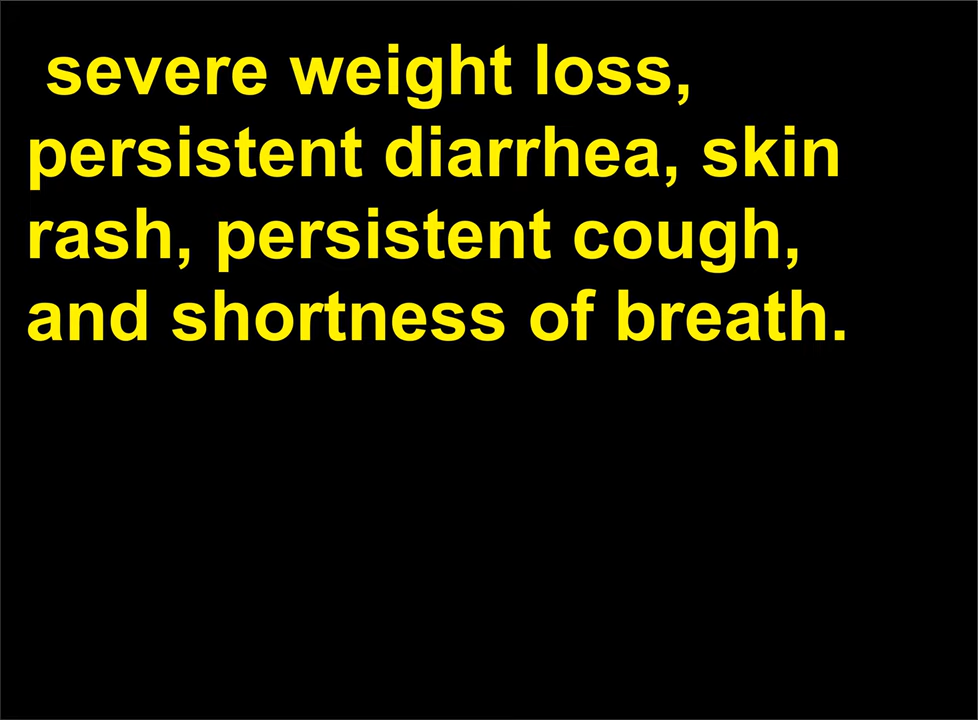 severe weight loss,
persistent diarrhea, skin
rash, persistent cough,
and shortness of breath.